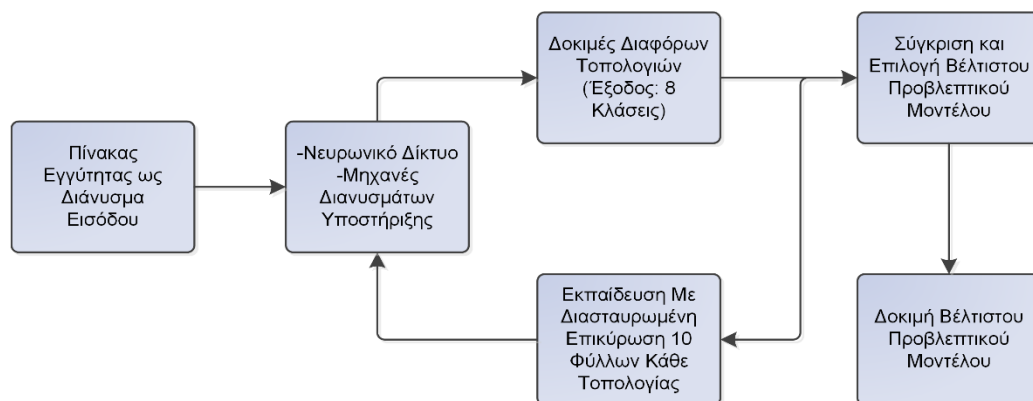 Πίνακας
Εγγύτητας ως
Διάνυσμα
Εισόδου
-Νευρωνικό Δίκτυο
-Μηχανές
Διανυσμάτων
Υποστήριξης
Δοκιμές Διαφόρων
Τοπολογιών
(Έξοδος: 8
Κλάσεις)
Εκπαίδευση Με
Διασταυρωμένη
Επικύρωση 10
Φύλλων Κάθε
Τοπολογίας
Σύγκριση και
Επιλογή Βέλτιστου
Προβλεπτικού
Μοντέλου
Δοκιμή Βέλτιστου
Προβλεπτικού
Μοντέλου